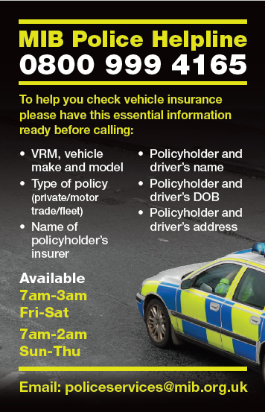 MIB Police Helpline
0800 999 4165
To help you check vehicle insurance
please have this essential information
ready before calling:
• VRM, vehicle
make and model
• Type of policy
(private/motor
trade/fleet)
• Name of
policyholder's
insurer
• Policyholder and
driver's name
• Policyholder and
driver's DOB
• Policyholder and
driver's address
Available
7am-3am
Fri-Sat
7am-2am
Sun-Thu
Email: policeservices@mib.org.uk